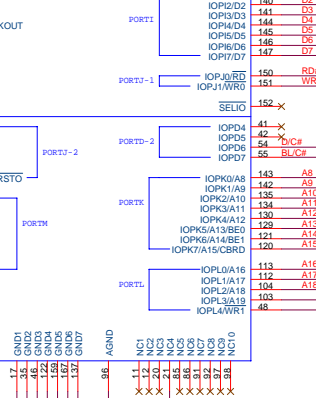 IOPI2/D2 140 D2
PORTI IOPI3/D3 141 D3
IOPI4/D4 144 D4
KOUT IOPI5/D5 145 D5
IOPI6/D6 146 D6
IOPI7/D7 147 D7
PORTJ-1 IOPJ0/RD 150 RD
IOPJ1/WR0 151 WR
SELIO 152
IOPD4 41
IOPD5 42
PORTD-2 IOPD6 54 D/C#
PORTJ-2 IOPD7 55 BL/C#
RSTO IOPK0/A8 143 A8
IOPK1/A9 142 A9
PORTK IOPK2/A10 135 A10
IOPK3/A11 134 A11
IOPK4/A12 130 A12
PORTM IOPK5/A13/BE0 129 A13
IOPK6/A14/BE1 121 A14
IOPK7/A15/CBRD 120 A15
IOPL0/A16 113 A16
IOPL1/A17 112 A17
PORTL IOPL2/A18 104 A18
IOPL3/A19 103
IOPL4/WR1 48
GND1 GND2 GND3 GND4 GND5 GND6 GND7 AGND NC1 NC2 NC3 NC4 NC5 NC6 NC7 NC8 NC9 NC10
17 35 46 122 159 167 137 96 11 12 20 21 85 86 91 92 97 98